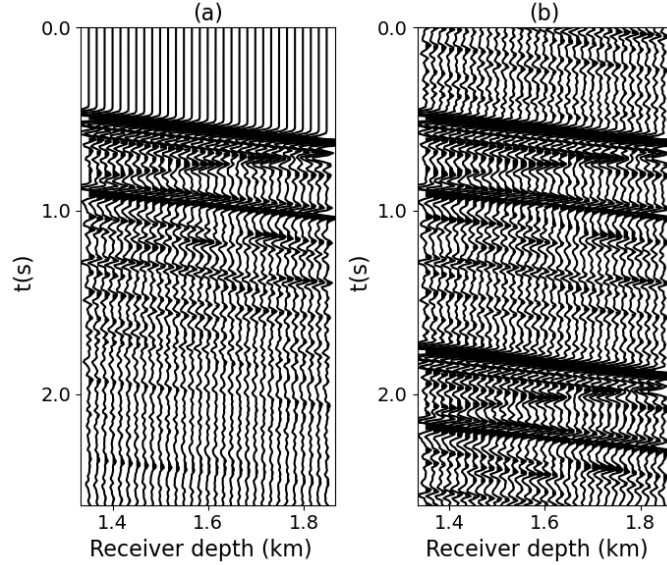 (a) (b)
0.0 0.0
1.0 1.0
t(s) t(s)
2.0 2.0
1.4 1.6 1.8 1.4 1.6 1.8
Receiver depth (km) Receiver depth (km)